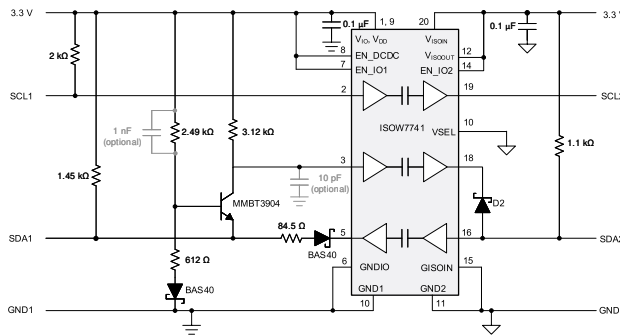 3.3 V
0.1 µF
1, 9
20
0.1 µF
3.3
VIO, VDD
VISOIN
2 kΩ
8
EN_DCDC
VISOOUT
12
7
EN_IO1
EN_IO2
14
SCL1
2
19
SCL
ISOW7741
1 nF
(optional)
2.49 kΩ
3.12 kΩ
VSEL
10
1.1 kΩ
3
18
1.45 kΩ
10 pF
(optional)
MMBT3904
D2
84.5 Ω
SDA1
5
16
SDA
BAS40
612 Ω
6
GNDIO
GISOIN
15
BAS40
GND1
GND2
GND1
10
11
GND